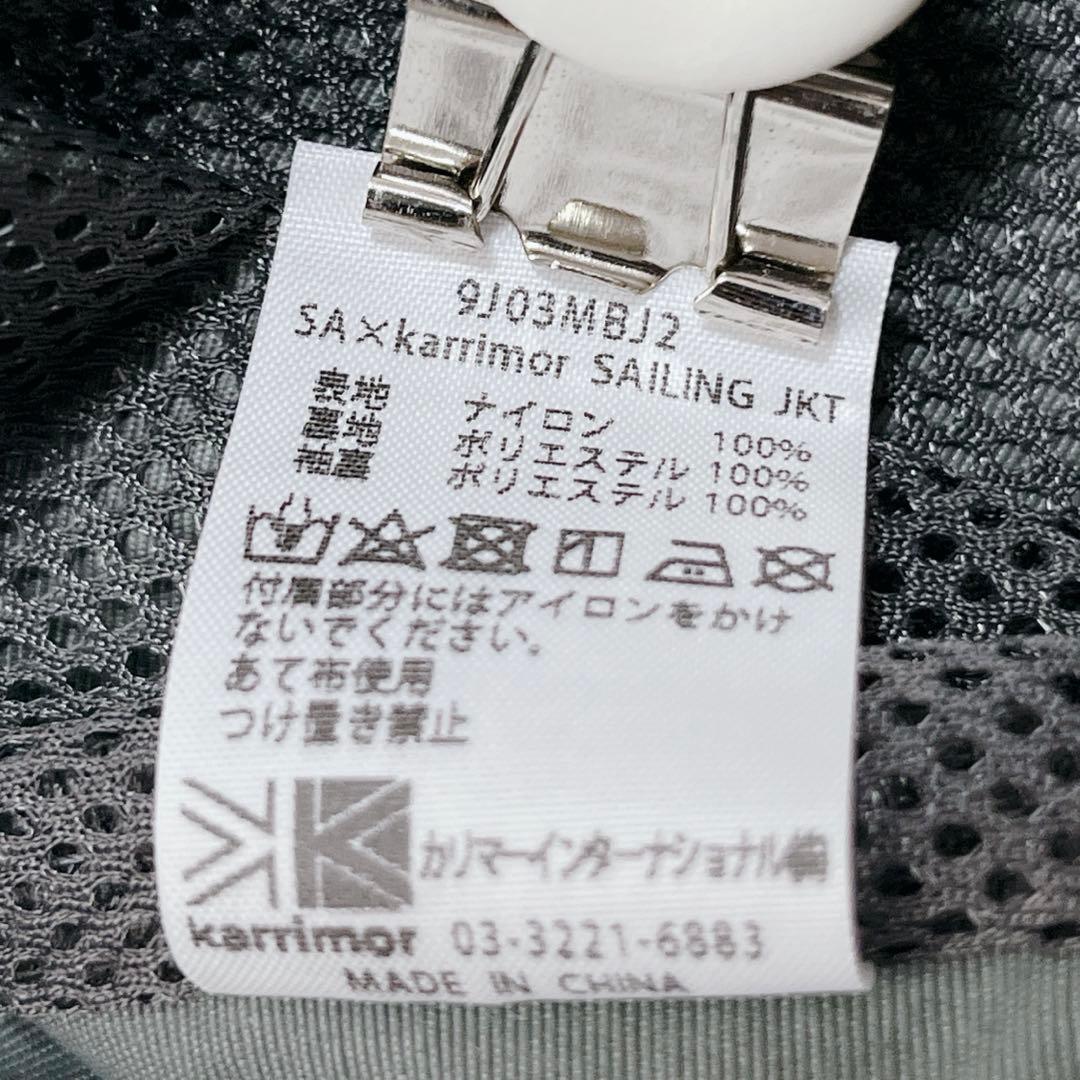 9J03MBJ2
SA×karrimor SAILING JKT
表地 ナイロン 100%
裏地 ポリエステル 100%
袖裏 ポリエステル 100%
付属部分にはアイロンをかけ
ないでください。
あて布使用
つけ置き禁止
カリマーインターナショナル㈱
karrimor 03-3221-6883
MADE IN CHINA